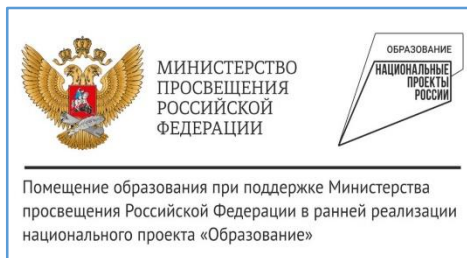 МИНИСТЕРСТВО
ПРОСВЕЩЕНИЯ
РОССИЙСКОЙ
ФЕДЕРАЦИИ
ОБРАЗОВАНИЕ
НАЦИОНАЛЬНЫЕ
ПРОЕКТЫ
РОССИИ
Помещение образования при поддержке Министерства
просвещения Российской Федерации в ранней реализации
национального проекта «Образование»